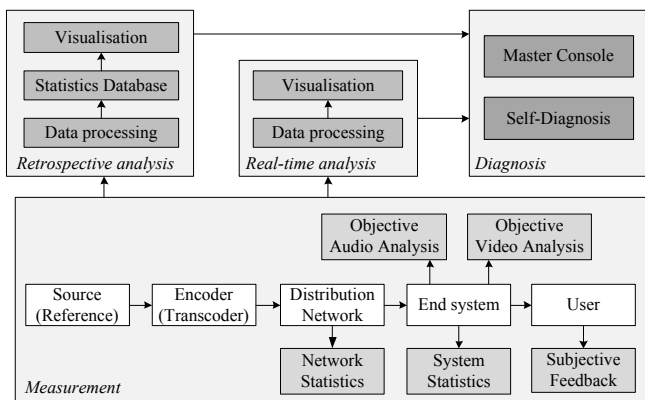 Visualisation
Statistics Database
Data processing
Retrospective analysis
Visualisation
Data processing
Real-time analysis
Master Console
Self-Diagnosis
Diagnosis
Objective
Audio Analysis
Objective
Video Analysis
Source
(Reference)
Encoder
(Transcoder)
Distribution
Network
End system
User
Network
Statistics
System
Statistics
Subjective
Feedback
Measurement